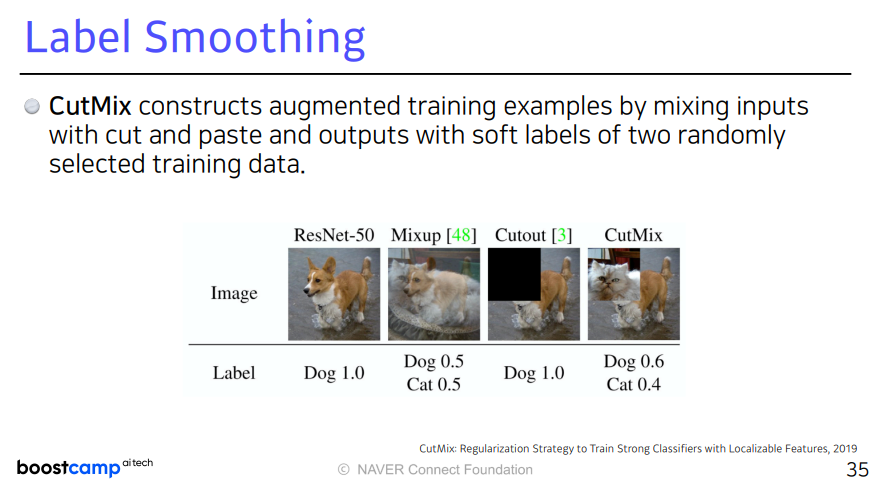 Label Smoothing
CutMix constructs augmented training examples by mixing inputs
with cut and paste and outputs with soft labels of two randomly
selected training data.
ResNet-50 Mixup [48] Cutout [3] CutMix
Image
Label Dog 1.0 Dog 0.5 Cat 0.5 Dog 1.0 Dog 0.6 Cat 0.4
CutMix: Regularization Strategy to Train Strong Classifiers with Localizable Features, 2019
boostcamp ai tech
© NAVER Connect Foundation
35